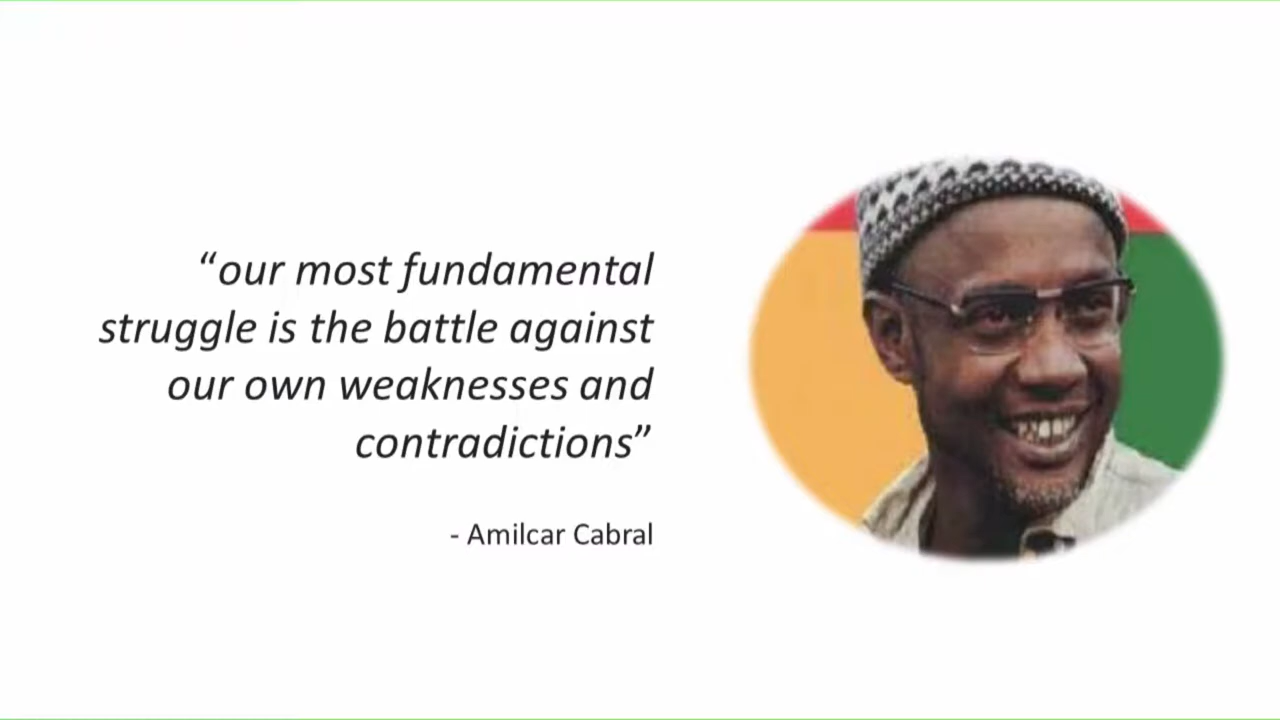 “our most fundamental
struggle is the battle against
our own weaknesses and
contradictions”
- Amilcar Cabral